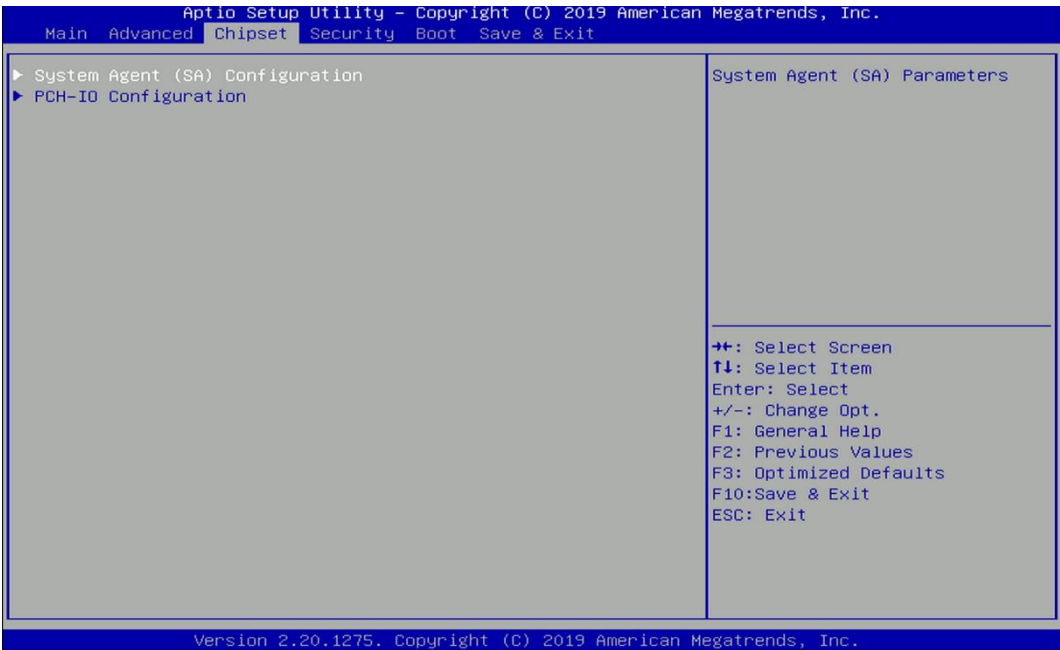 Aptio Setup Utility – Copyright (C) 2019 American Megatrends, Inc.
Main Advanced Chipset Security Boot Save & Exit
▶ System Agent (SA) Configuration
▶ PCH-IO Configuration
System Agent (SA) Parameters
→←: Select Screen
↑↓: Select Item
Enter: Select
+/-: Change Opt.
F1: General Help
F2: Previous Values
F3: Optimized Defaults
F10:Save & Exit
ESC: Exit
Version 2.20.1275. Copyright (C) 2019 American Megatrends, Inc.